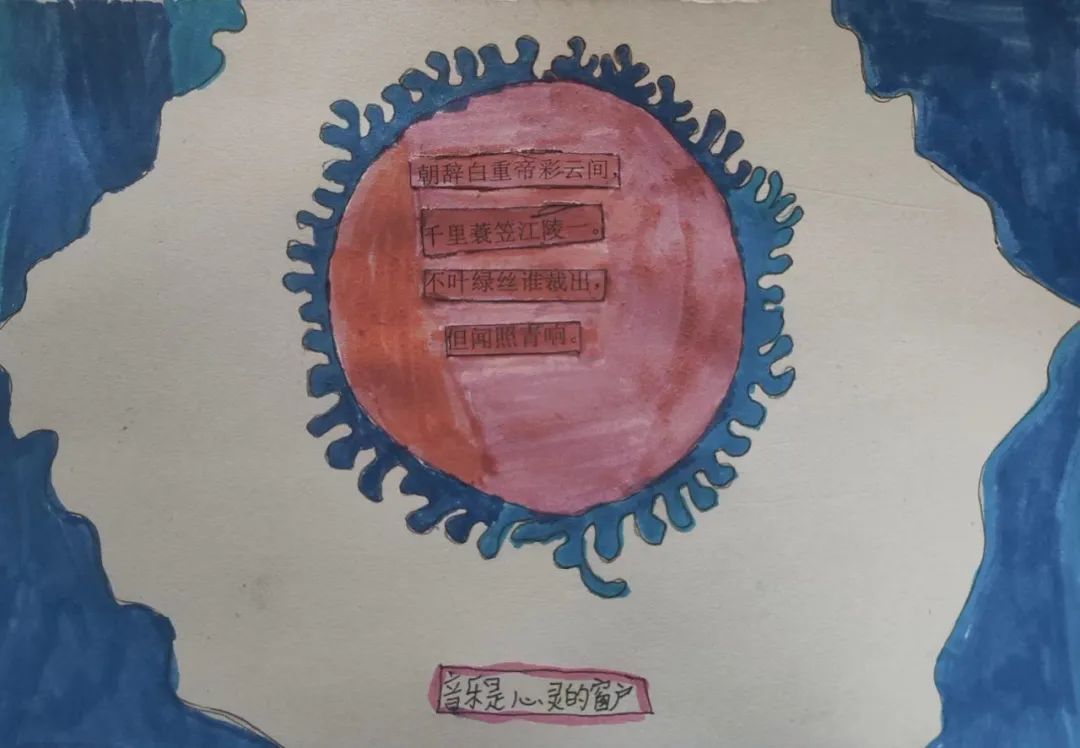 朝辞白重帝彩云间，
千里蓑笠江陵一。
不叶绿丝谁裁出，
但闻照青响。
音乐是心灵的窗户